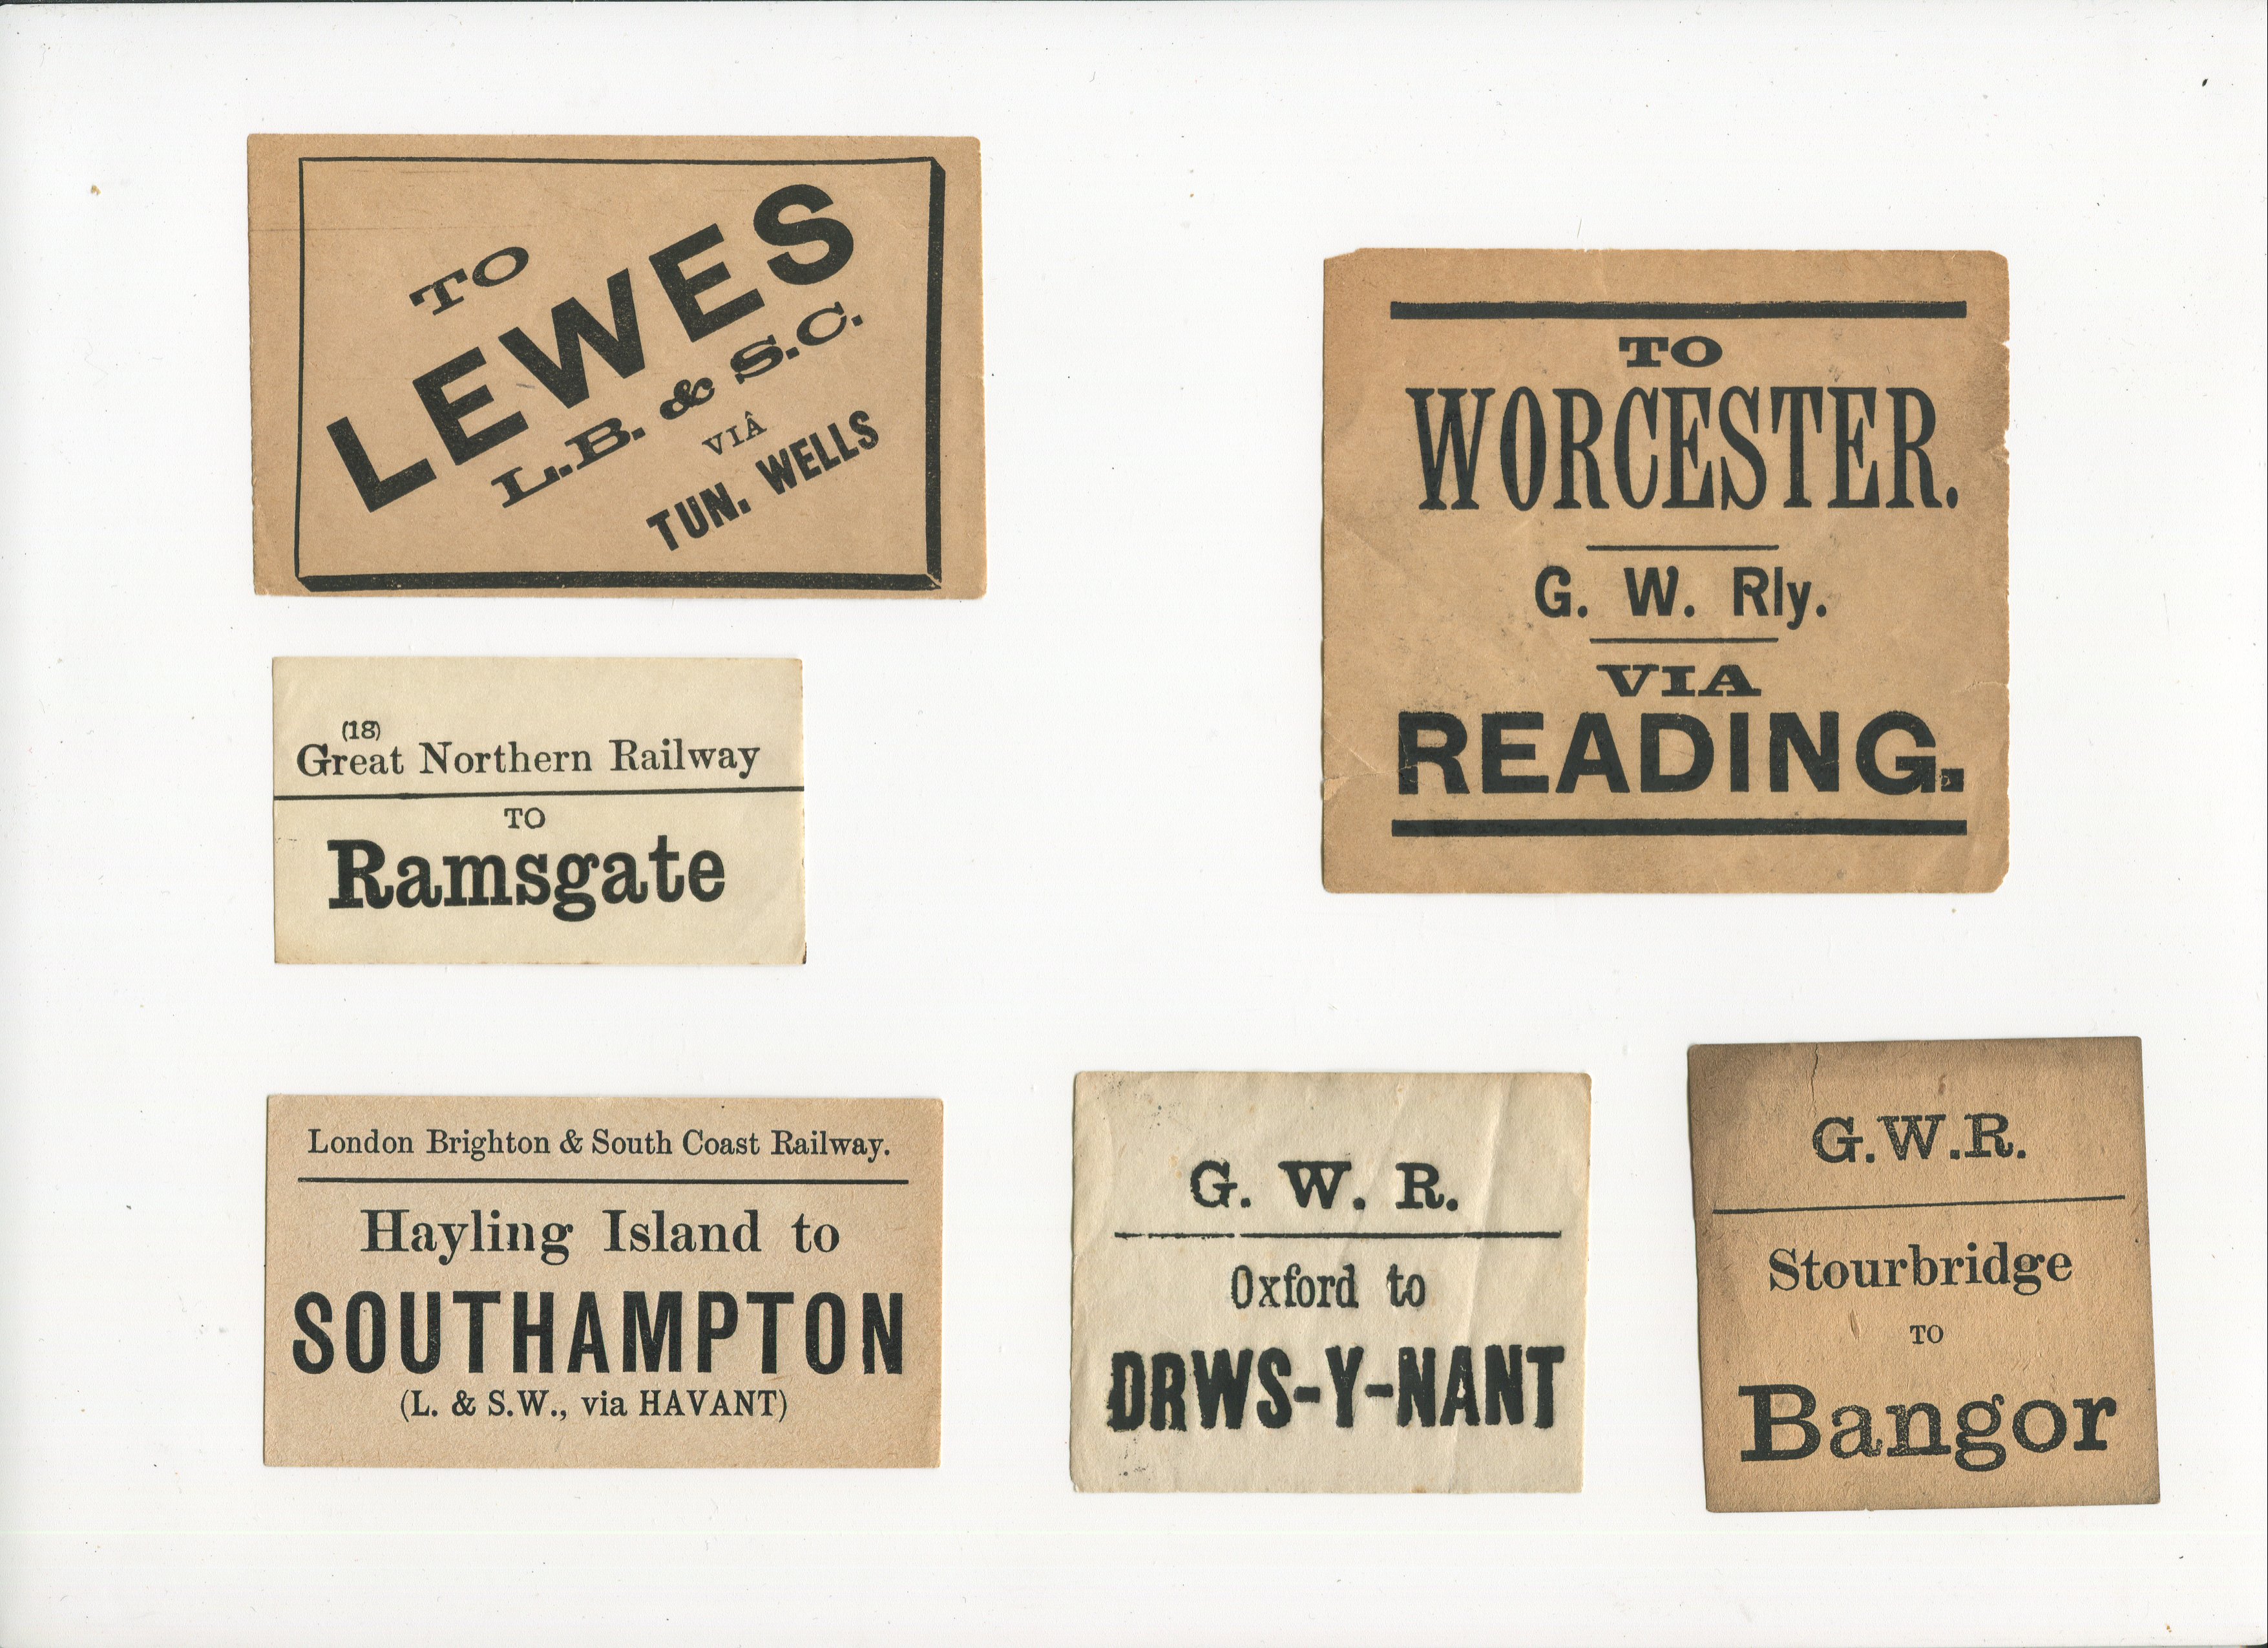 TO
LEWES
L.B. & S.C.
VIÂ
TUN. WELLS
TO
WORCESTER.
G. W. Rly.
VIA
READING.
(18)
Great Northern Railway
TO
Ramsgate
London Brighton & South Coast Railway.
Hayling Island to
SOUTHAMPTON
(L. & S.W., via HAVANT)
G. W. R.
Oxford to
DRWS-Y-NANT
G.W.R.
Stourbridge
TO
Bangor